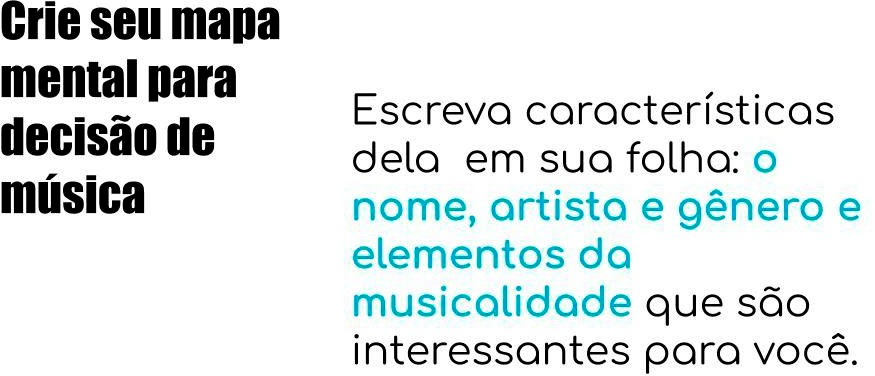 Crie seu mapa
mental para
decisão de
música
Escreva características
dela em sua folha: o
nome, artista e gênero e
elementos da
musicalidade que são
interessantes para você.